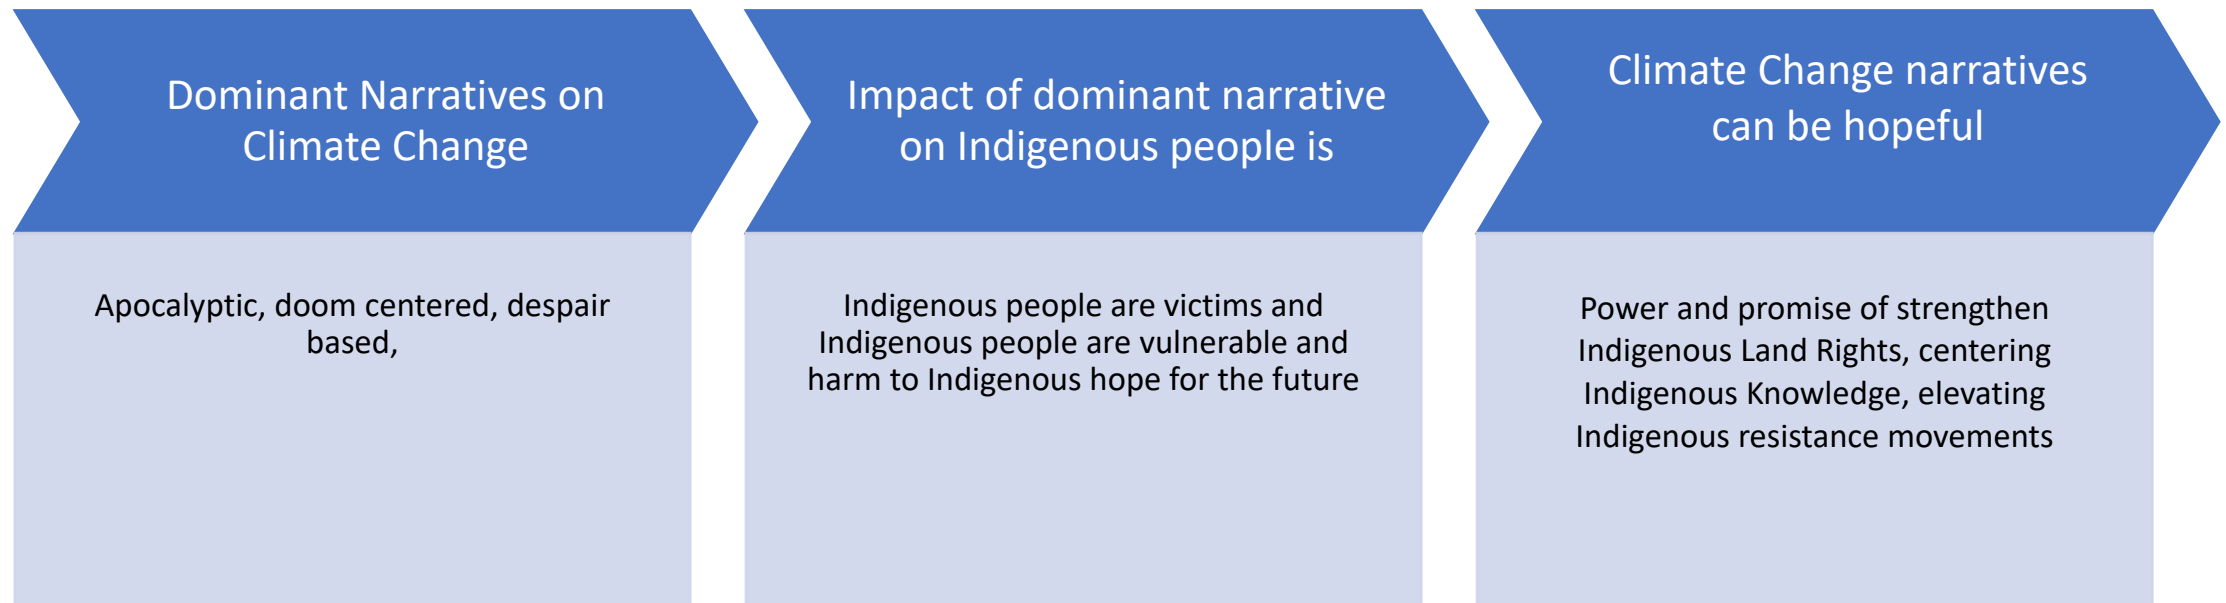 Dominant Narratives on
Climate Change
Apocalyptic, doom centered, despair
based,
Impact of dominant narrative
on Indigenous people is
Indigenous people are victims and
Indigenous people are vulnerable and
harm to Indigenous hope for the future
Climate Change narratives
can be hopeful
Power and promise of strengthen
Indigenous Land Rights, centering
Indigenous Knowledge, elevating
Indigenous resistance movements